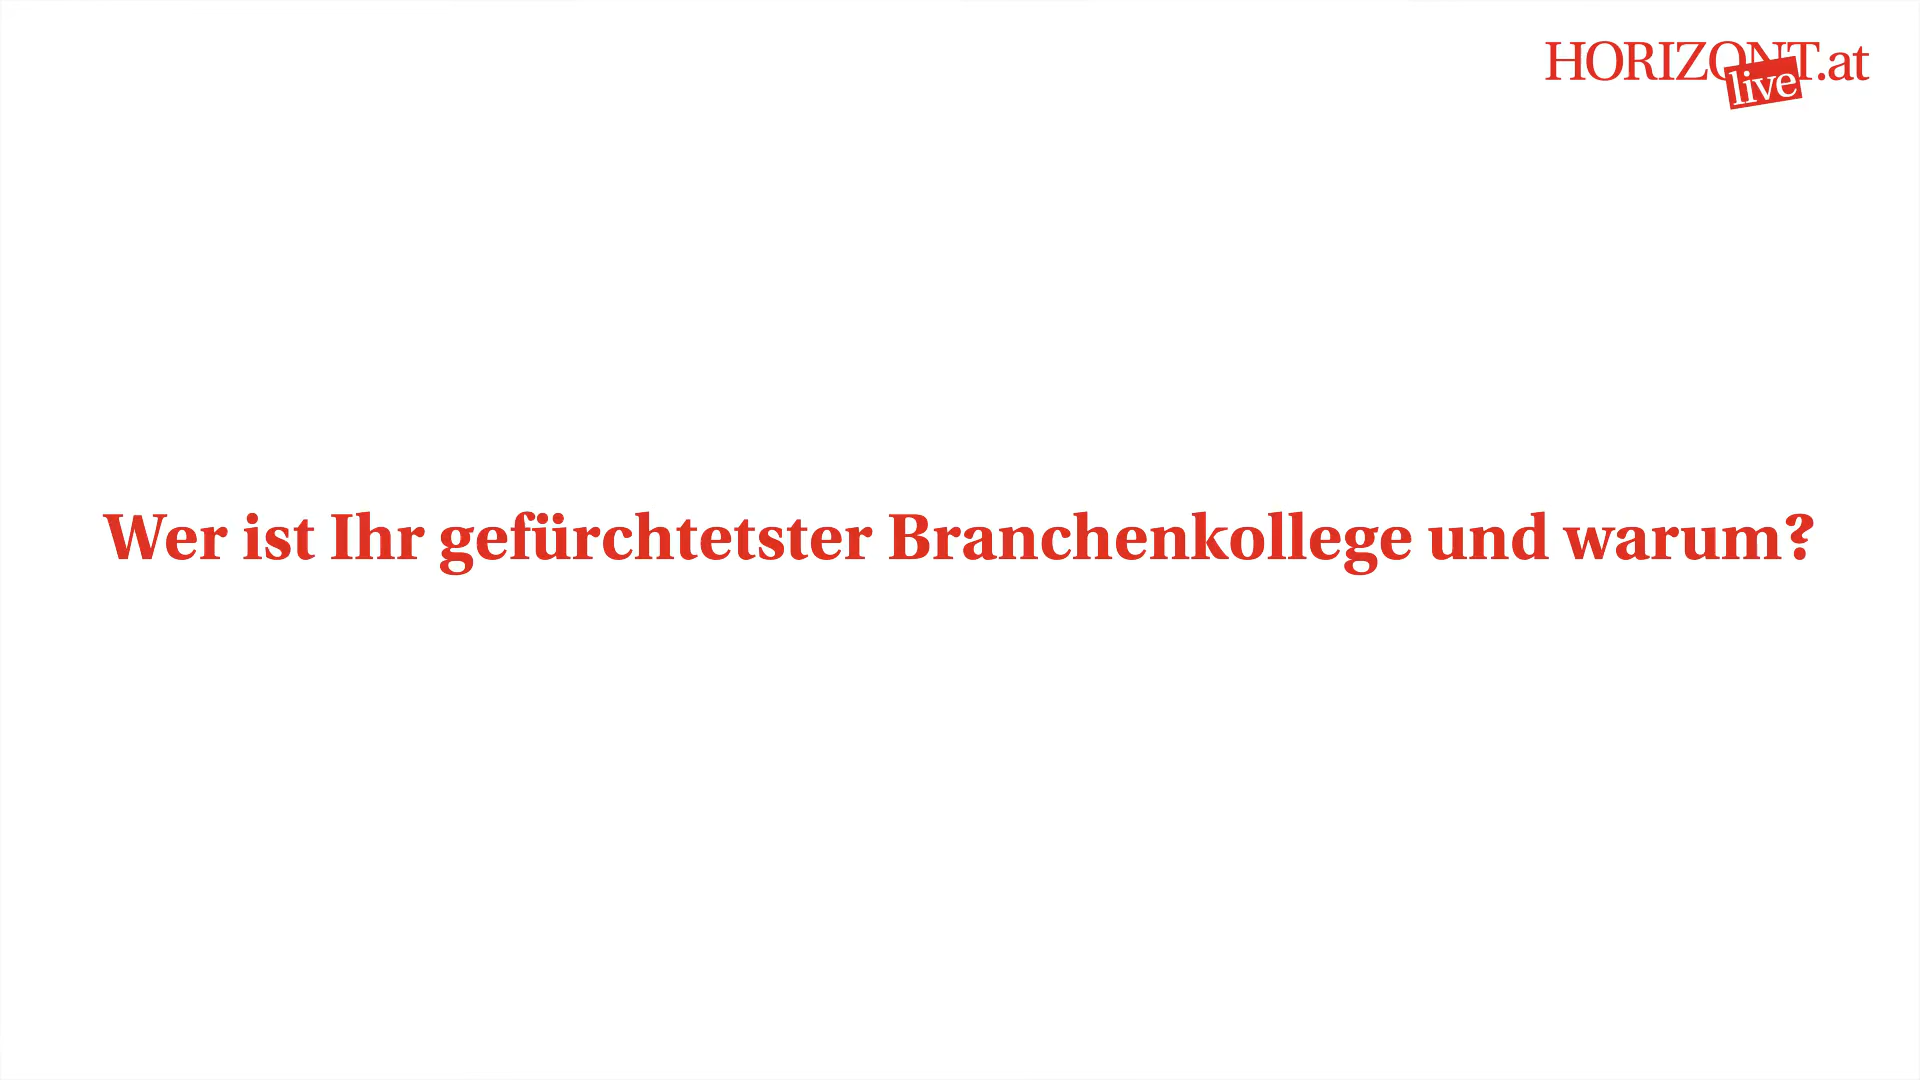 HORIZONT.at
live
Wer ist Ihr gefürchtetster Branchenkollege und warum?